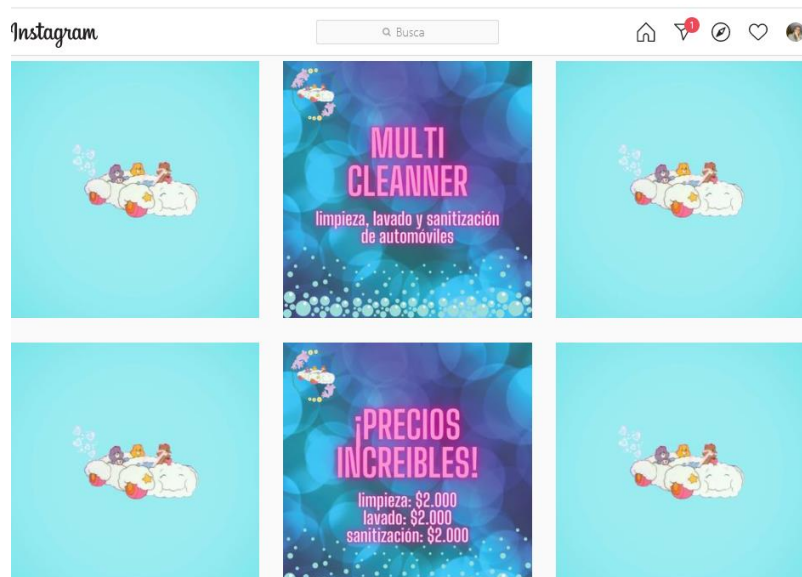 Instagram
Busca
1
MULTI
CLEANNER
limpieza, lavado y sanitización
de automóviles
¡PRECIOS
INCREIBLES!
limpieza: $2.000
lavado: $2.000
sanitización: $2.000